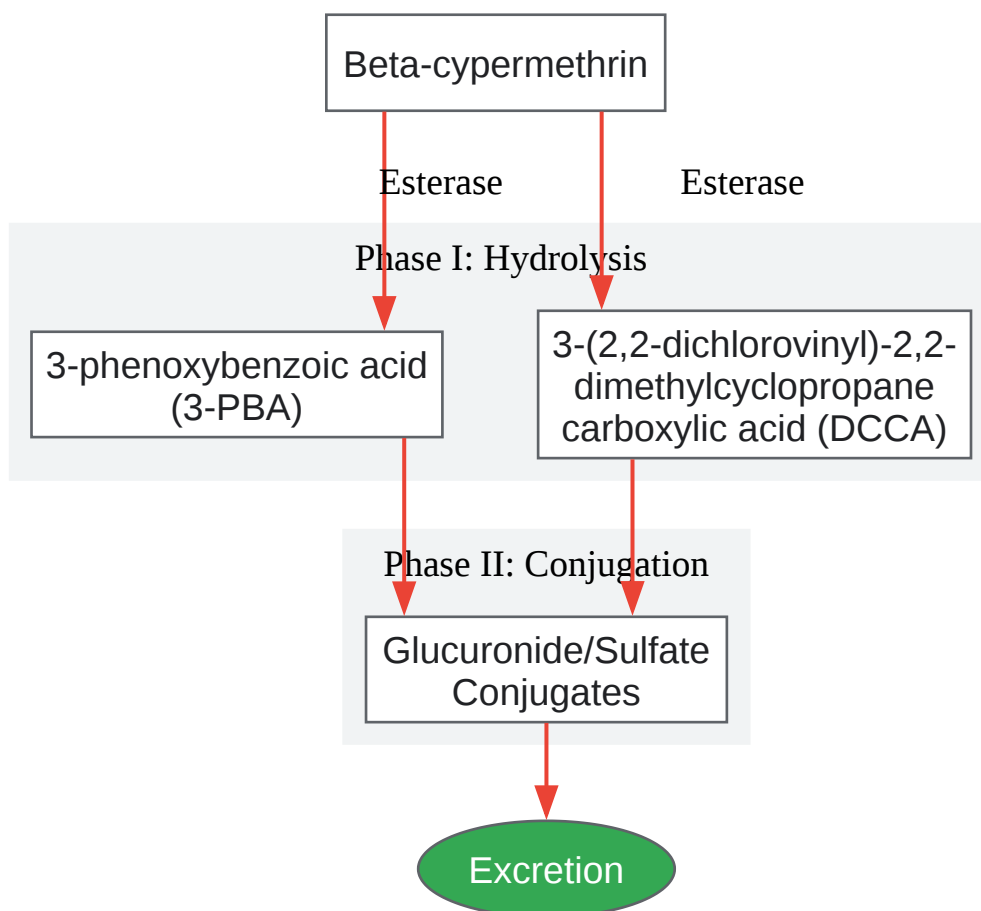 Beta-cypermethrin
Esterase
Esterase
Phase I: Hydrolysis
3-phenoxybenzoic acid
(3-PBA)
3-(2,2-dichlorovinyl)-2,2-
dimethylcyclopropane
carboxylic acid (DCCA)
Phase II: Conjugation
Glucuronide/Sulfate
Conjugates
Excretion